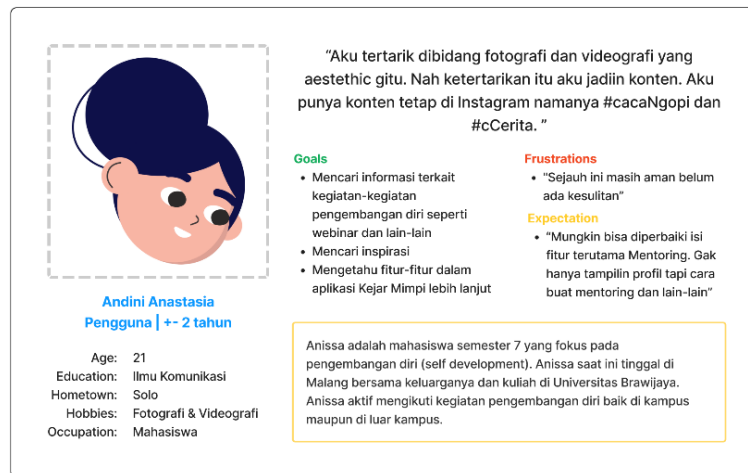 “Aku tertarik dibidang fotografi dan videografi yang
aestethic gitu. Nah ketertarikan itu aku jadiin konten. Aku
punya konten tetap di Instagram namanya #cacaNgopi dan
#cCerita. ”
Goals
• Mencari informasi terkait
kegiatan-kegiatan
pengembangan diri seperti
webinar dan lain-lain
• Mencari inspirasi
• Mengetahu fitur-fitur dalam
aplikasi Kejar Mimpi lebih lanjut
Frustrations
• “Sejauh ini masih aman belum
ada kesulitan”
Expectation
• “Mungkin bisa diperbaiki isi
fitur terutama Mentoring. Gak
hanya tampilin profil tapi cara
buat mentoring dan lain-lain”
Andini Anastasia
Pengguna | +- 2 tahun
Age: 21
Education: Ilmu Komunikasi
Hometown: Solo
Hobbies: Fotografi & Videografi
Occupation: Mahasiswa
Anissa adalah mahasiswa semester 7 yang fokus pada
pengembangan diri (self development). Anissa saat ini tinggal di
Malang bersama keluarganya dan kuliah di Universitas Brawijaya.
Anissa aktif mengikuti kegiatan pengembangan diri baik di kampus
maupun di luar kampus.